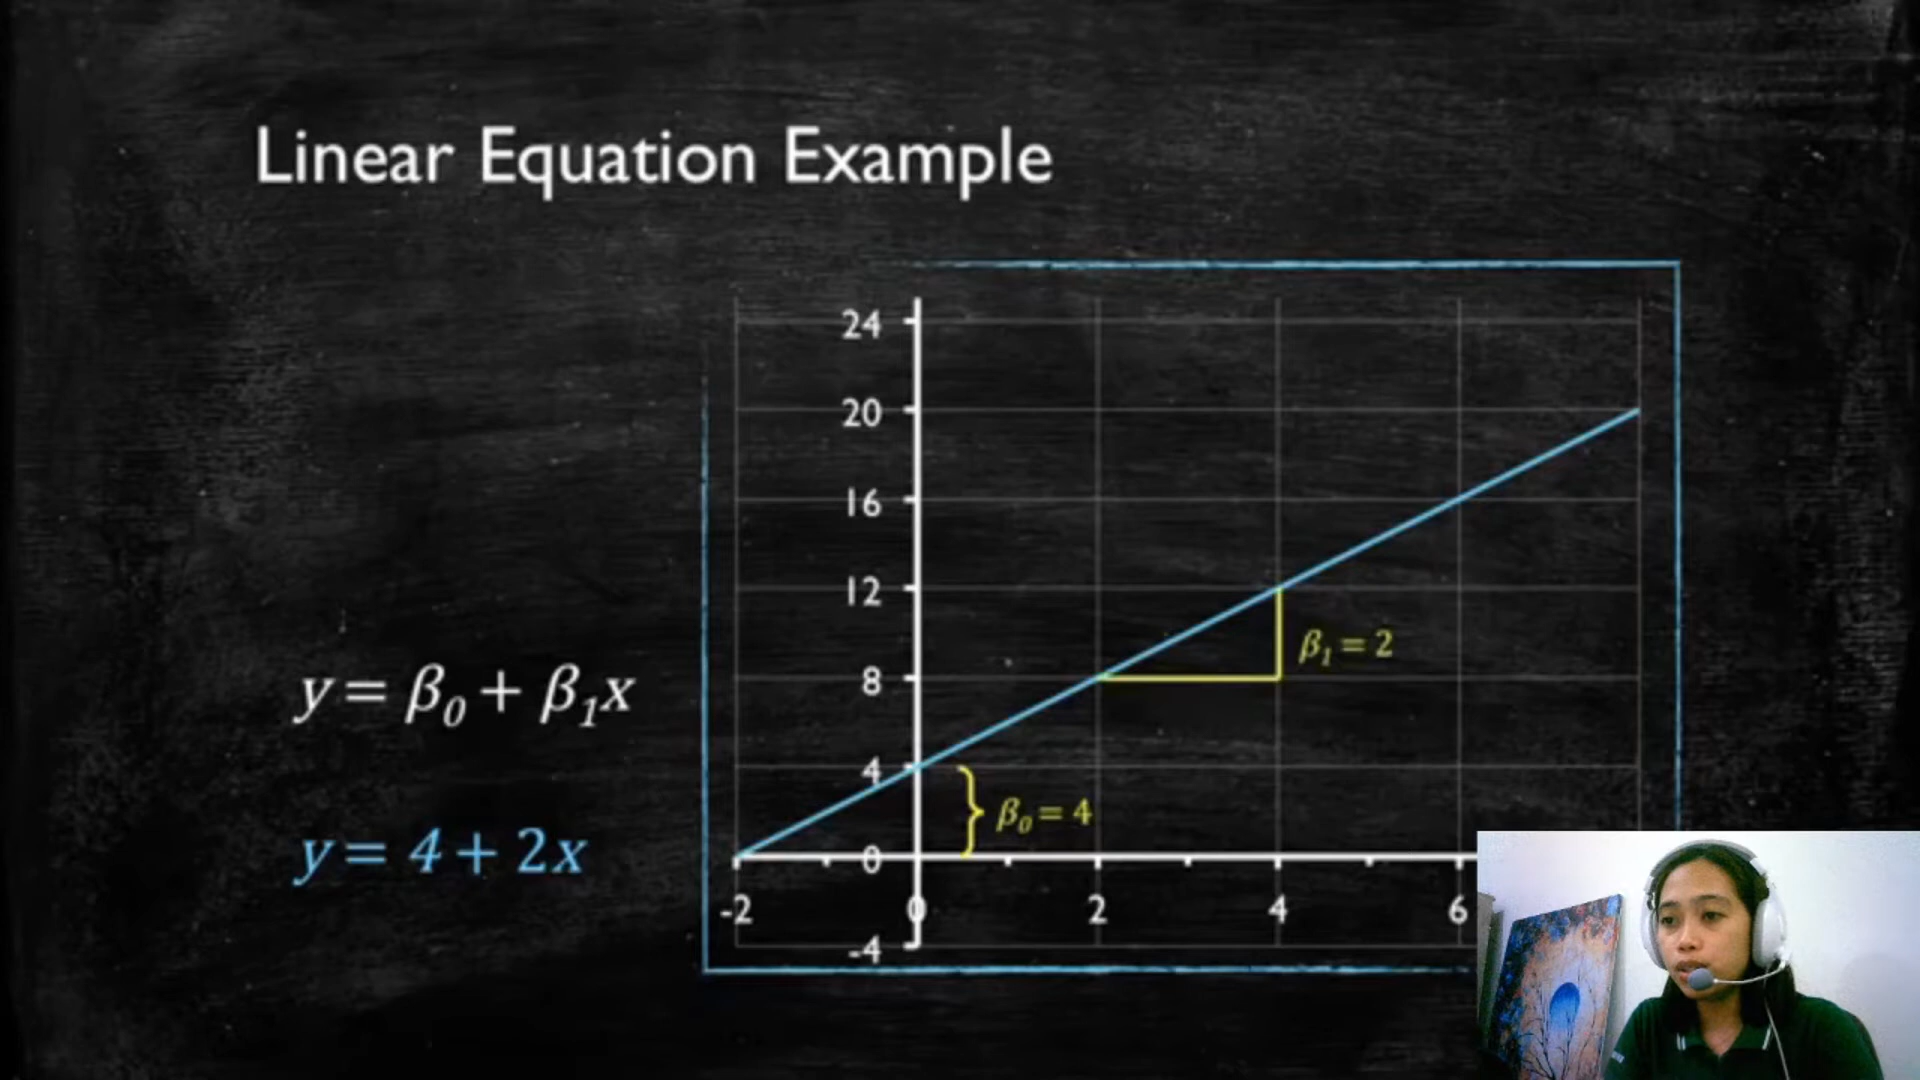 Linear Equation Example
24
20
16
12
β₁ = 2
y = β₀ + β₁x
8
4
β₀ = 4
y = 4 + 2x
0
-2 0 2 4 6
-4